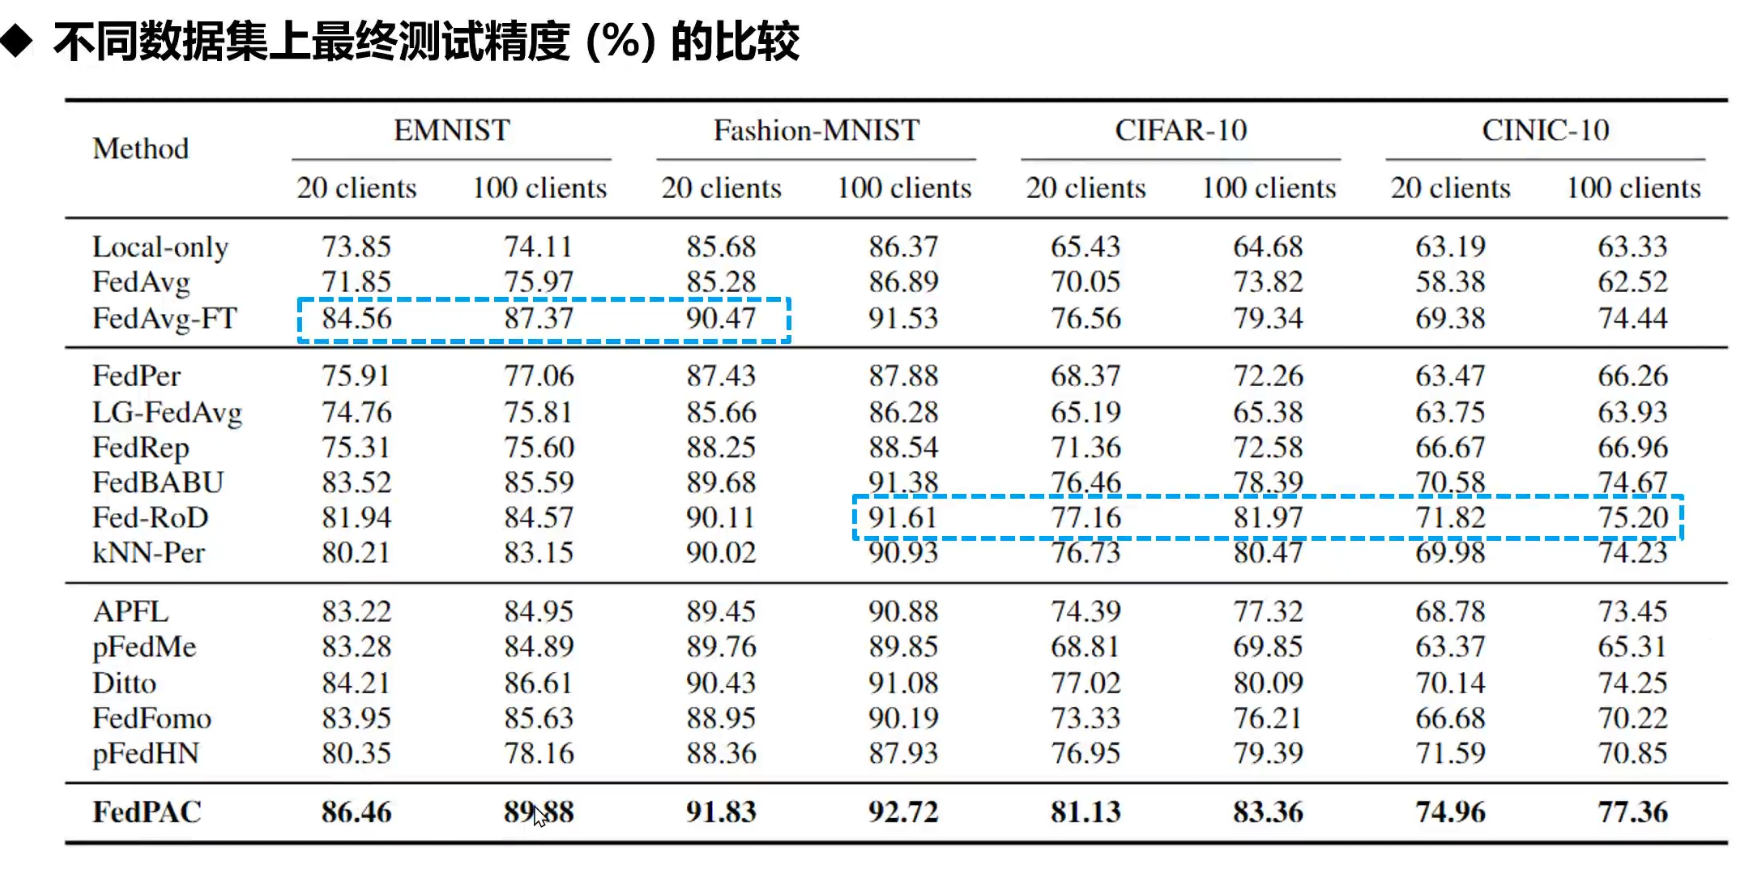 ◆ 不同数据集上最终测试精度 (%) 的比较
Method EMNIST Fashion-MNIST CIFAR-10 CINIC-10
20 clients 100 clients 20 clients 100 clients 20 clients 100 clients 20 clients 100 clients
Local-only 73.85 74.11 85.68 86.37 65.43 64.68 63.19 63.33
FedAvg 71.85 75.97 85.28 86.89 70.05 73.82 58.38 62.52
FedAvg-FT 84.56 87.37 90.47 91.53 76.56 79.34 69.38 74.44
FedPer 75.91 77.06 87.43 87.88 68.37 72.26 63.47 66.26
LG-FedAvg 74.76 75.81 85.66 86.28 65.19 65.38 63.75 63.93
FedRep 75.31 75.60 88.25 88.54 71.36 72.58 66.67 66.96
FedBABU 83.52 85.59 89.68 91.38 76.46 78.39 70.58 74.67
Fed-RoD 81.94 84.57 90.11 91.61 77.16 81.97 71.82 75.20
kNN-Per 80.21 83.15 90.02 90.93 76.73 80.47 69.98 74.23
APFL 83.22 84.95 89.45 90.88 74.39 77.32 68.78 73.45
pFedMe 83.28 84.89 89.76 89.85 68.81 69.85 63.37 65.31
Ditto 84.21 86.61 90.43 91.08 77.02 80.09 70.14 74.25
FedFomo 83.95 85.63 88.95 90.19 73.33 76.21 66.68 70.22
pFedHN 80.35 78.16 88.36 87.93 76.95 79.39 71.59 70.85
FedPAC 86.46 89.88 91.83 92.72 81.13 83.36 74.96 77.36